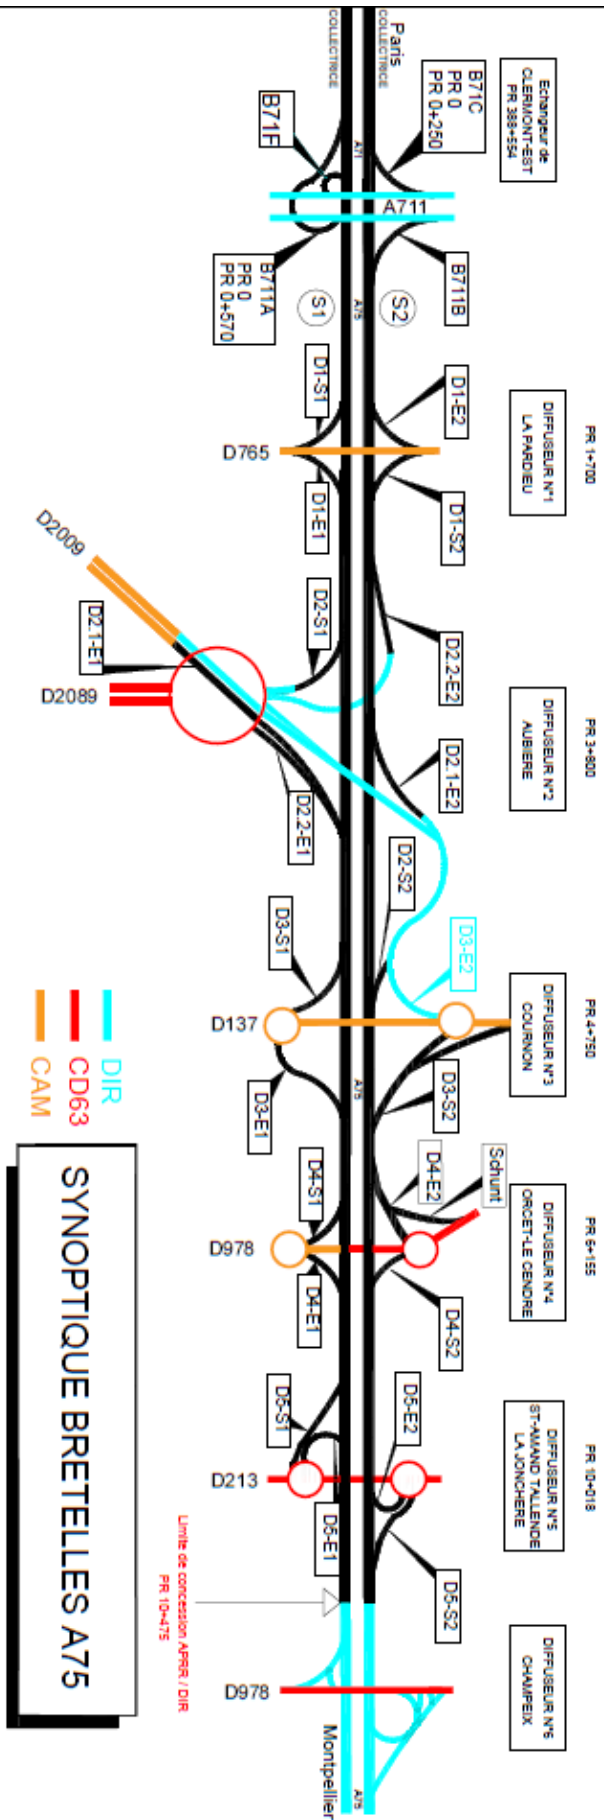 Paris
COLLECTRICE
COLLECTRICE
Echangeur de
CLERMONT-EST
PR 388+554
B71C
PR 0
PR 0+250
B71F
A71
A711
B711A
PR 0
PR 0+570
B711B
S1
S2
A75
PR 1+700
DIFFUSEUR N°1
LA PARDIEU
D1-S1
D1-E2
D765
D1-E1
D1-S2
PR 3+800
DIFFUSEUR N°2
AUBIERE
D2009
D2.1-E1
D2089
D2-S1
D2.2-E2
D2.1-E2
D2.2-E1
D2-S2
PR 4+750
DIFFUSEUR N°3
COURNON
D3-S1
D3-E2
D137
D3-E1
D3-S2
A75
PR 6+155
DIFFUSEUR N°4
ORCET-LE CENDRE
D4-S1
D4-E2
Schunt
D978
D4-E1
D4-S2
PR 10+018
DIFFUSEUR N°5
ST-AMAND TALLENDE
LA JONCHERE
D5-S1
D5-E2
D213
D5-E1
D5-S2
Limite de concession APRR / DIR
PR 10+475
DIFFUSEUR N°6
CHAMPEIX
D978
Montpellier
A75
DIR
CD63
CAM
SYNOPTIQUE BRETELLES A75